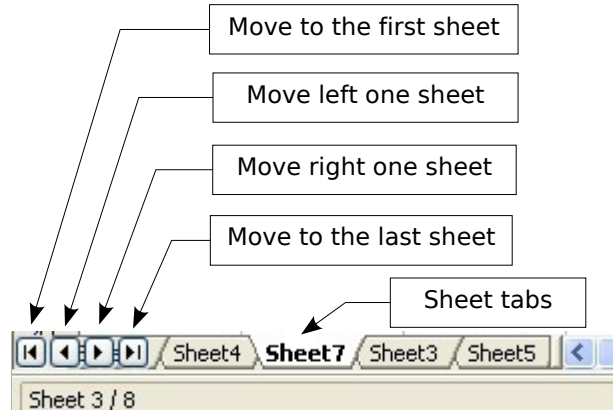 Move to the first sheet
Move left one sheet
Move right one sheet
Move to the last sheet
Sheet tabs
Sheet4 Sheet7 Sheet3 Sheet5
Sheet 3 / 8